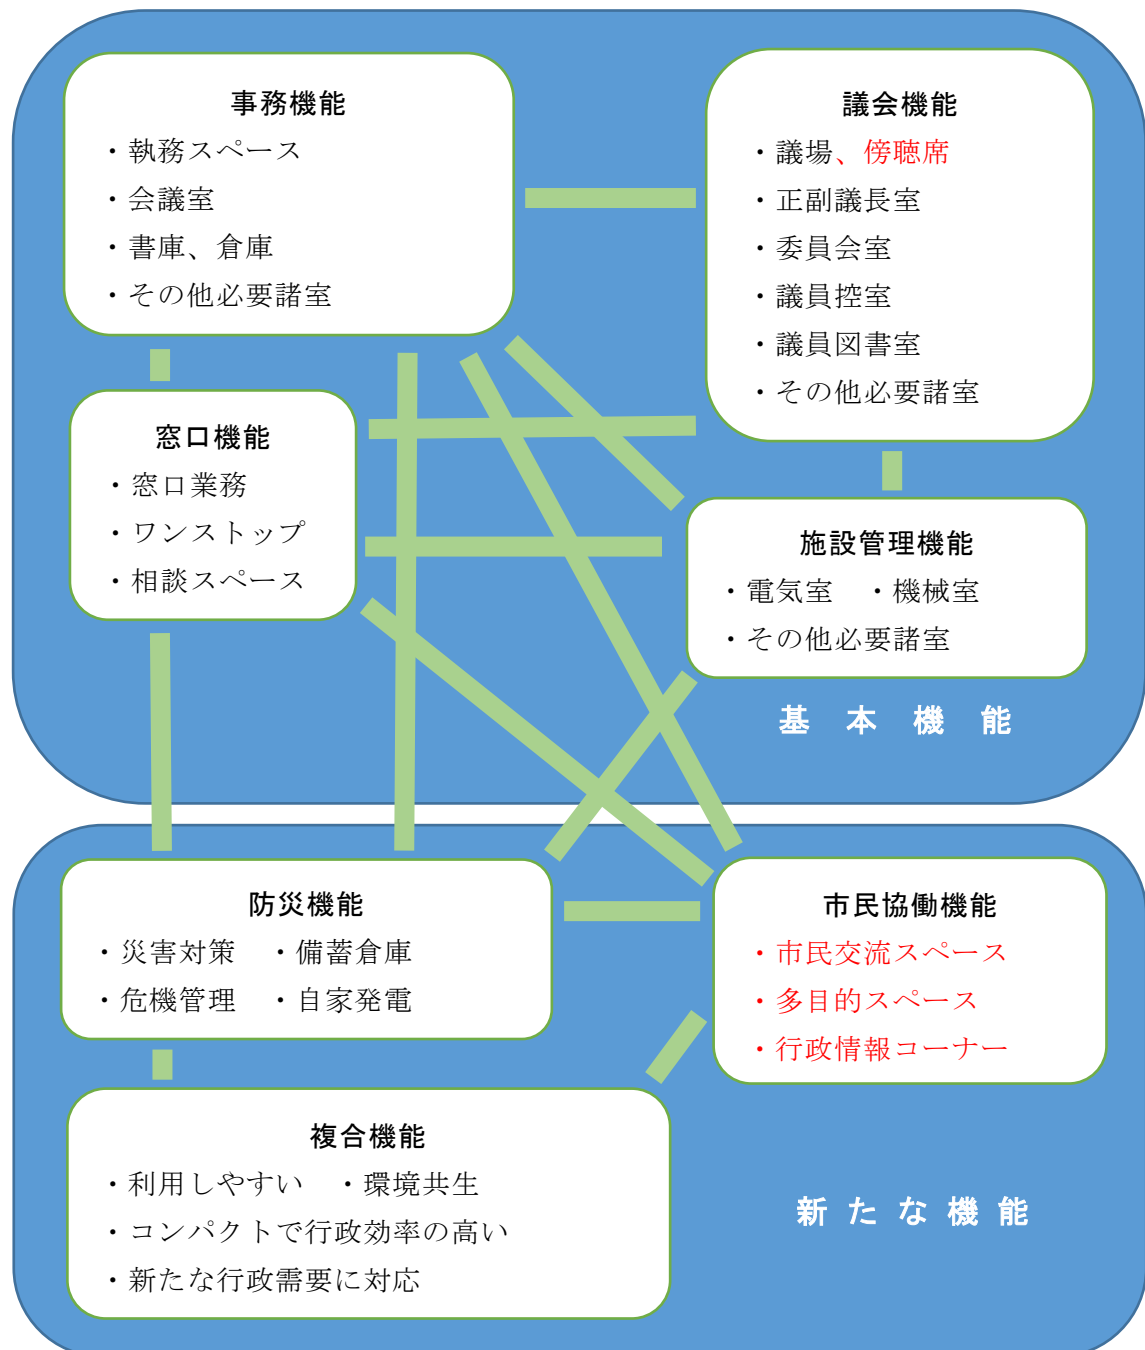 事務機能
・執務スペース
・会議室
・書庫、倉庫
・その他必要諸室
議会機能
・議場、傍聴席
・正副議長室
・委員会室
・議員控室
・議員図書室
・その他必要諸室
窓口機能
・窓口業務
・ワンストップ
・相談スペース
施設管理機能
・電気室　・機械室
・その他必要諸室
基本機能
防災機能
・災害対策　・備蓄倉庫
・危機管理　・自家発電
市民協働機能
・市民交流スペース
・多目的スペース
・行政情報コーナー
複合機能
・利用しやすい　・環境共生
・コンパクトで行政効率の高い
・新たな行政需要に対応
新たな機能